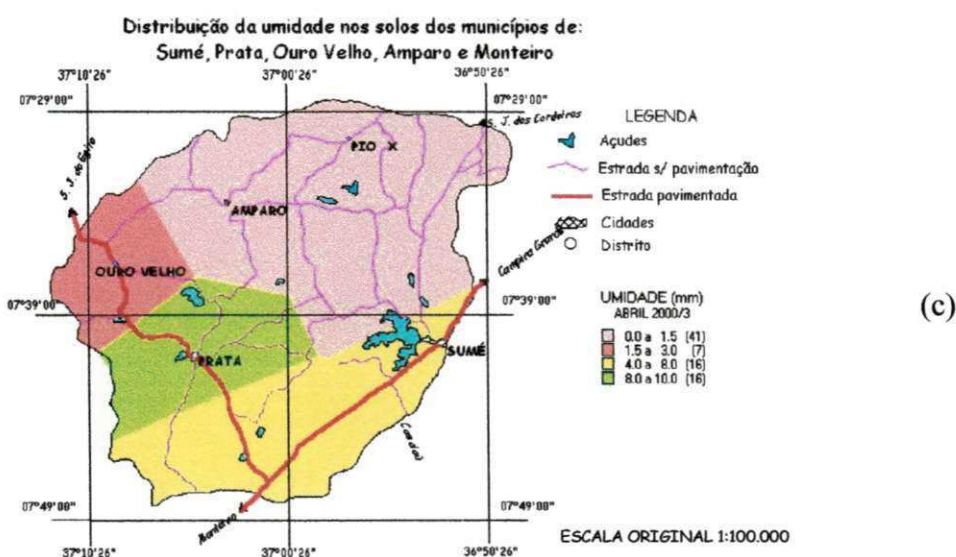 Distribuição da umidade nos solos dos municípios de:
Sumé, Prata, Ouro Velho, Amparo e Monteiro
37°10'26" 37°00'26" 36°50'26"
07°29'00" 07°29'00"
S. J. dos Cordeiros
PIO X
S. J. do Egito
AMPARO
Campina Grande
OURO VELHO
07°39'00" 07°39'00"
SUMÉ
PRATA
07°49'00" 07°49'00"
Monteiro
37°10'26" 37°00'26" 36°50'26"
LEGENDA
Açudes
Estrada s/ pavimentação
Estrada pavimentada
Cidades
Distrito
UMIDADE (mm)
ABRIL 2000/3
0.0 a 1.5 (41)
1.5 a 3.0 (7)
4.0 a 8.0 (16)
8.0 a 10.0 (16)
(c)
ESCALA ORIGINAL 1:100.000